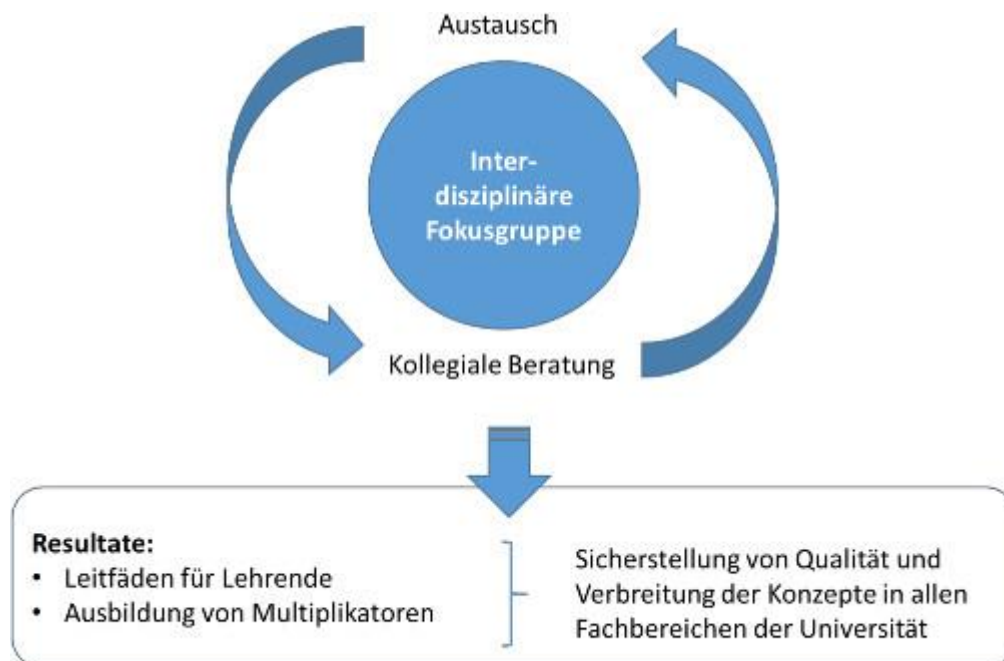 Austausch
Inter-
disziplinäre
Fokusgruppe
Kollegiale Beratung
Resultate:
• Leitfäden für Lehrende
• Ausbildung von Multiplikatoren
Sicherstellung von Qualität und
Verbreitung der Konzepte in allen
Fachbereichen der Universität